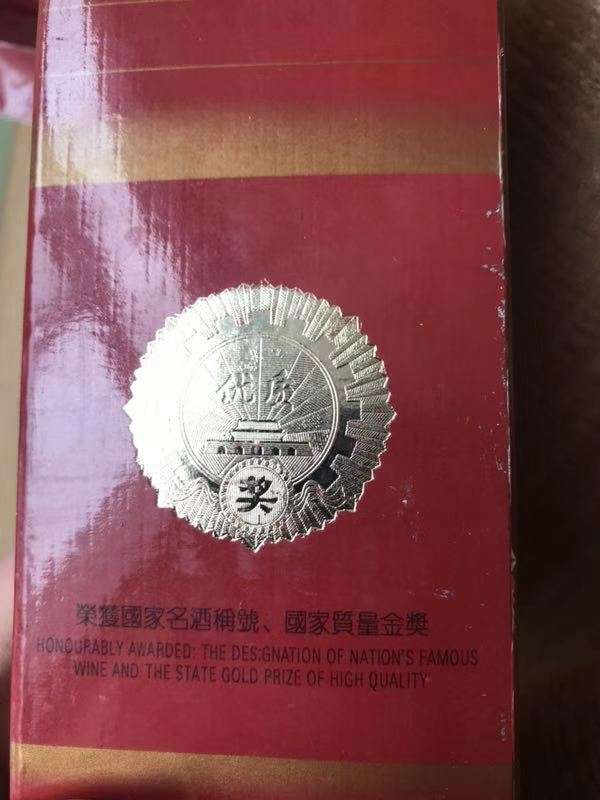 优质
奖
榮獲國家名酒稱號、國家質量金獎
HONOURABLY AWARDED: THE DESIGNATION OF NATION'S FAMOUS
WINE AND THE STATE GOLD PRIZE OF HIGH QUALITY